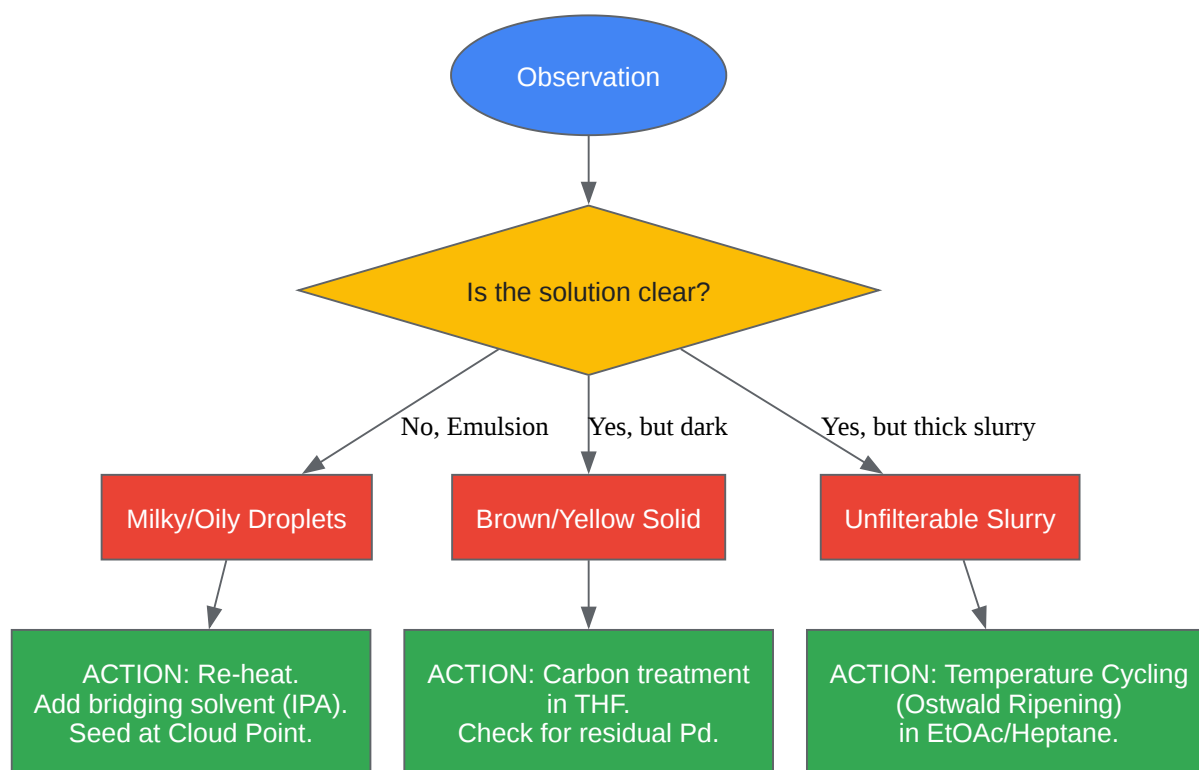 Observation
Is the solution clear?
No, Emulsion
Yes, but dark
Yes, but thick slurry
Milky/Oily Droplets
Brown/Yellow Solid
Unfilterable Slurry
ACTION: Re-heat.
Add bridging solvent (IPA).
Seed at Cloud Point.
ACTION: Carbon treatment
in THF.
Check for residual Pd.
ACTION: Temperature Cycling
(Ostwald Ripening)
in EtOAc/Heptane.